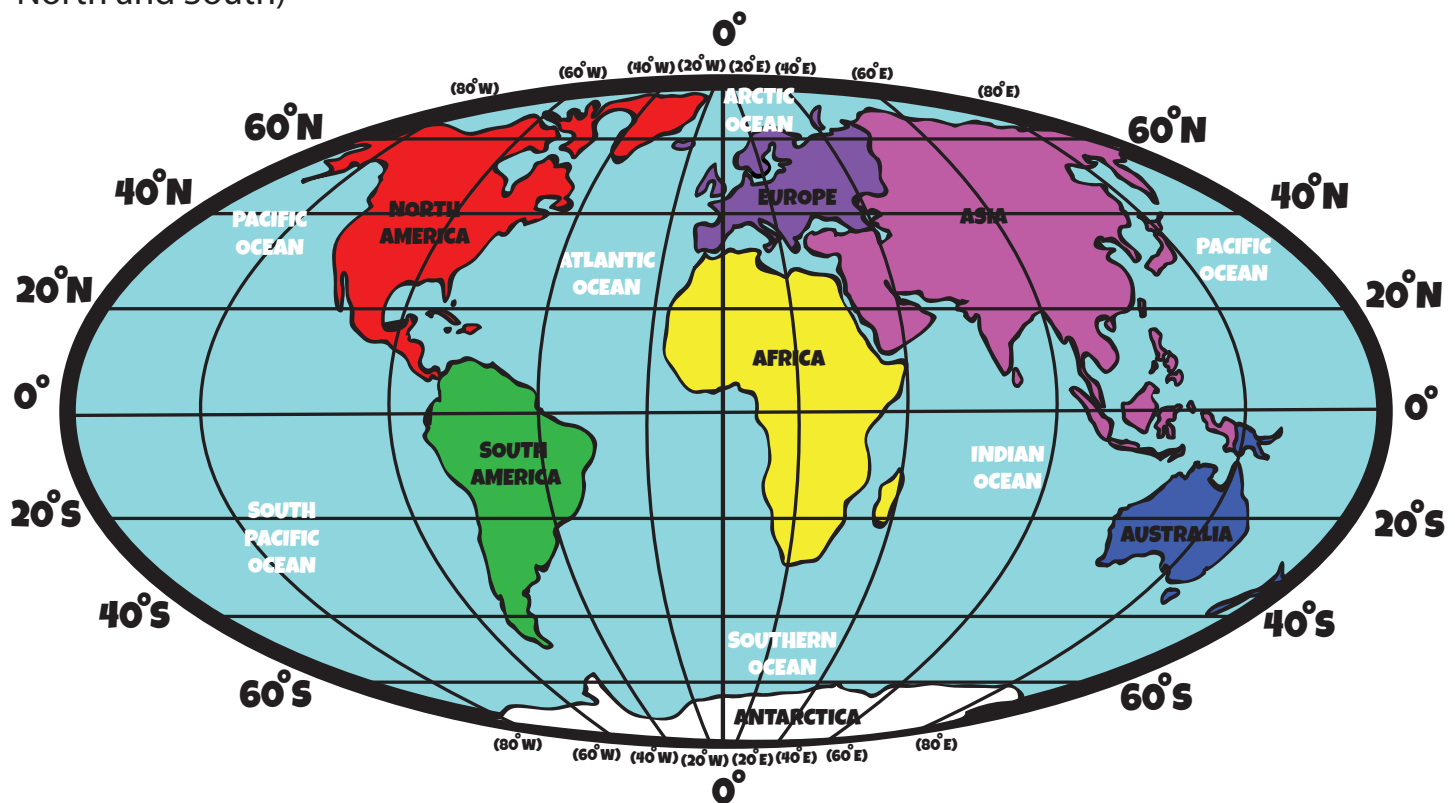 North and South)
0°
(80°W) (60°W) (40°W) (20°W) (20°E) (40°E) (60°E) (80°E)
60°N 60°N
40°N 40°N
20°N 20°N
0° 0°
20°S 20°S
40°S 40°S
60°S 60°S
ARCTIC
OCEAN
EUROPE
NORTH
AMERICA
ASIA
PACIFIC
OCEAN
ATLANTIC
OCEAN
PACIFIC
OCEAN
AFRICA
SOUTH
AMERICA
INDIAN
OCEAN
SOUTH
PACIFIC
OCEAN
AUSTRALIA
SOUTHERN
OCEAN
ANTARCTICA
(80°W) (60°W) (40°W) (20°W) (20°E) (40°E) (60°E) (80°E)
0°